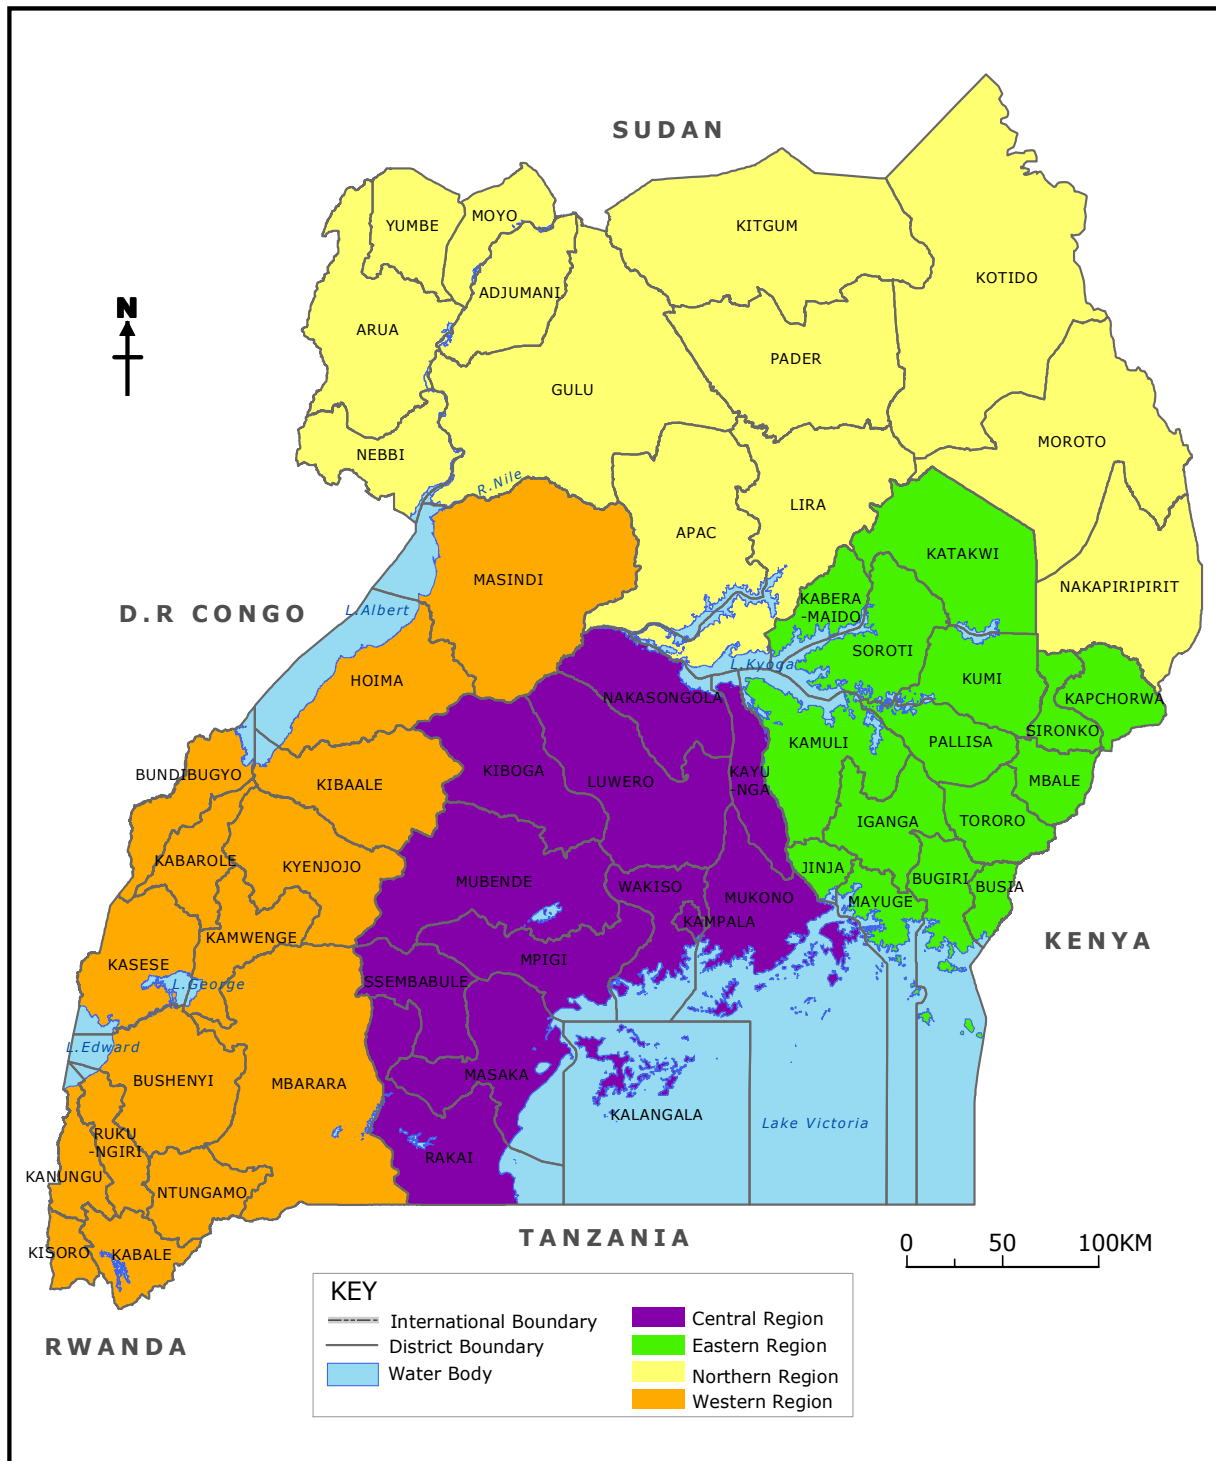 SUDAN
YUMBE
MOYO
KITGUM
KOTIDO
ADJUMANI
N
ARUA
PADER
GULU
MOROTO
NEBBI
R.Nile
LIRA
APAC
KATAKWI
MASINDI
NAKAPIRIPIRIT
D.R CONGO
L.Albert
KABERA
-MAIDO
SOROTI
L.Kyoga
HOIMA
KUMI
NAKASONGOLA
KAPCHORWA
SIRONKO
KAMULI
PALLISA
BUNDIBUGYO
KIBOGA
KAYU
-NGA
LUWERO
KIBAALE
MBALE
IGANGA
TORORO
KABAROLE
KYENJOJO
JINJA
MUBENDE
WAKISO
BUGIRI
BUSIA
MUKONO
MAYUGE
KAMPALA
KAMWENGE
KENYA
KASESE
MPIGI
L.George
SSEMBABULE
L.Edward
BUSHENYI
MBARARA
MASAKA
KALANGALA
Lake Victoria
RUKU
-NGIRI
RAKAI
KANUNGU
NTUNGAMO
TANZANIA
KISORO
KABALE
0 50 100KM
RWANDA
KEY
International Boundary
District Boundary
Water Body
Central Region
Eastern Region
Northern Region
Western Region